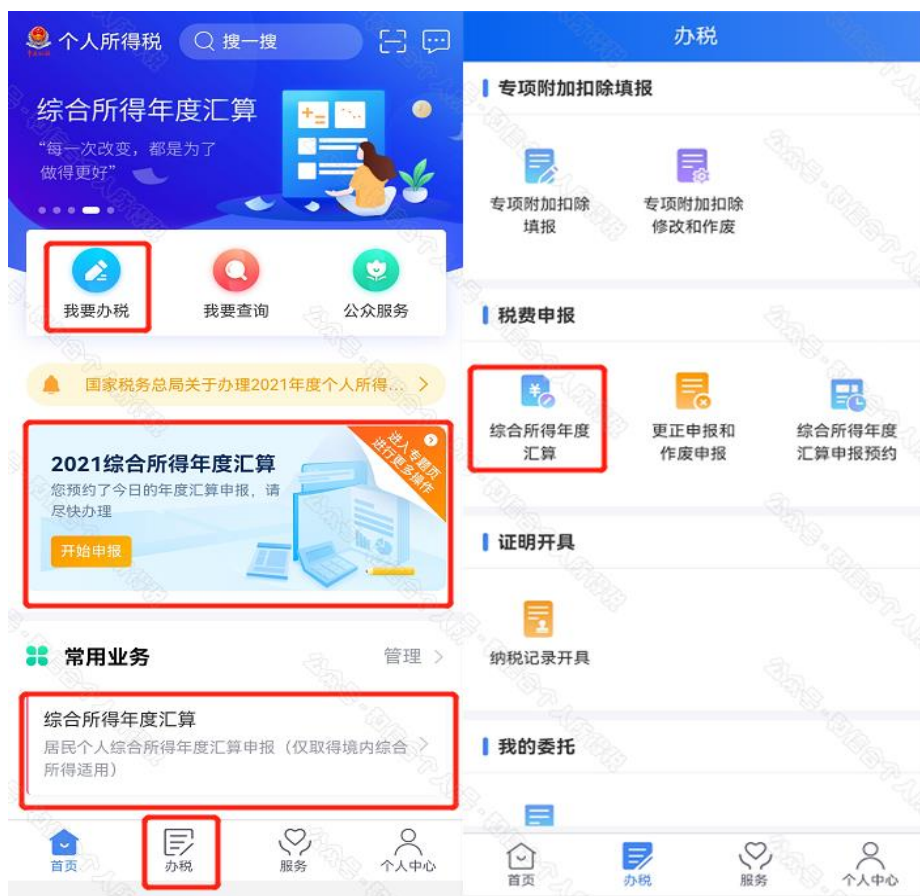 个人所得税
搜一搜
综合所得年度汇算
“每一次改变，都是为了
做得更好”
我要办税
我要查询
公众服务
国家税务总局关于办理2021年度个人所得...
2021综合所得年度汇算
您预约了今日的年度汇算申报，请
尽快办理
开始申报
进入专题页
进行更多操作
常用业务
管理
综合所得年度汇算
居民个人综合所得年度汇算申报（仅取得境内综合
所得适用）
首页
办税
服务
个人中心
办税
专项附加扣除填报
专项附加扣除
填报
专项附加扣除
修改和作废
税费申报
综合所得年度
汇算
更正申报和
作废申报
综合所得年度
汇算申报预约
证明开具
纳税记录开具
我的委托
首页
办税
服务
个人中心